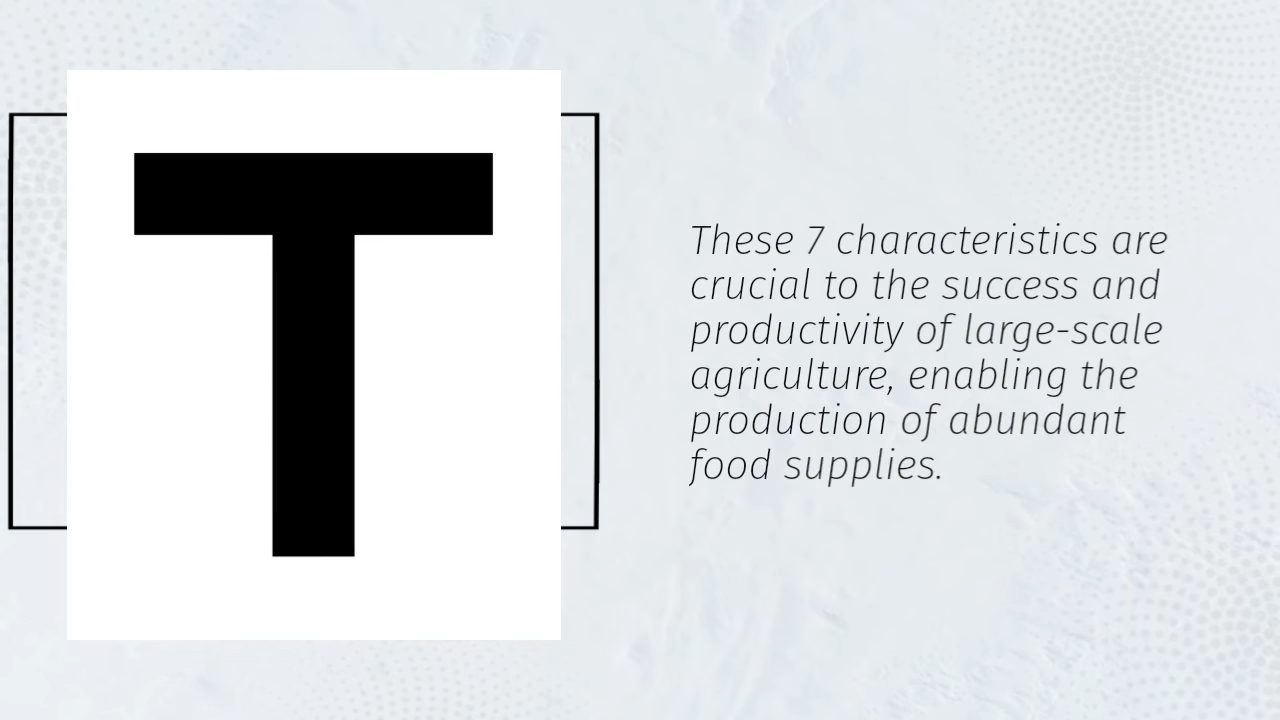 T
These 7 characteristics are
crucial to the success and
productivity of large-scale
agriculture, enabling the
production of abundant
food supplies.